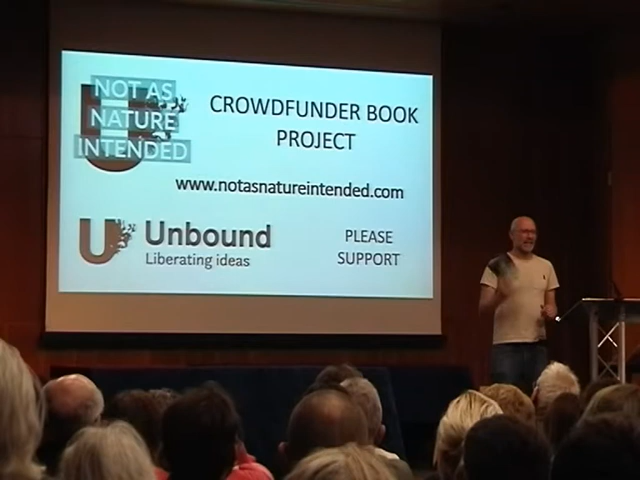 NOT AS
NATURE
INTENDED
CROWDFUNDER BOOK
PROJECT
www.notasnatureintended.com
Unbound
Liberating ideas
PLEASE
SUPPORT